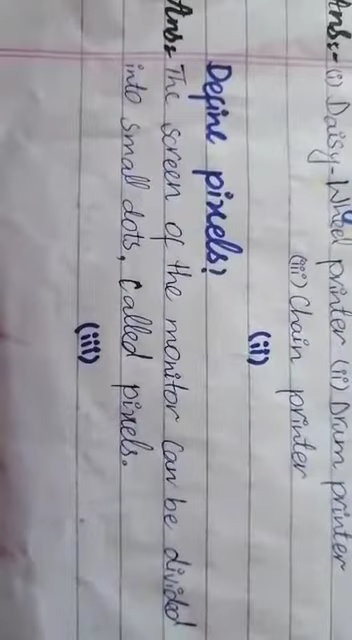 Ans:- (i) Daisy-Wheel printer (ii) Drum printer
(iii) Chain printer
(ii)
Define pixels?
Ans: The screen of the monitor can be divided
into small dots, called pixels.
(iii)